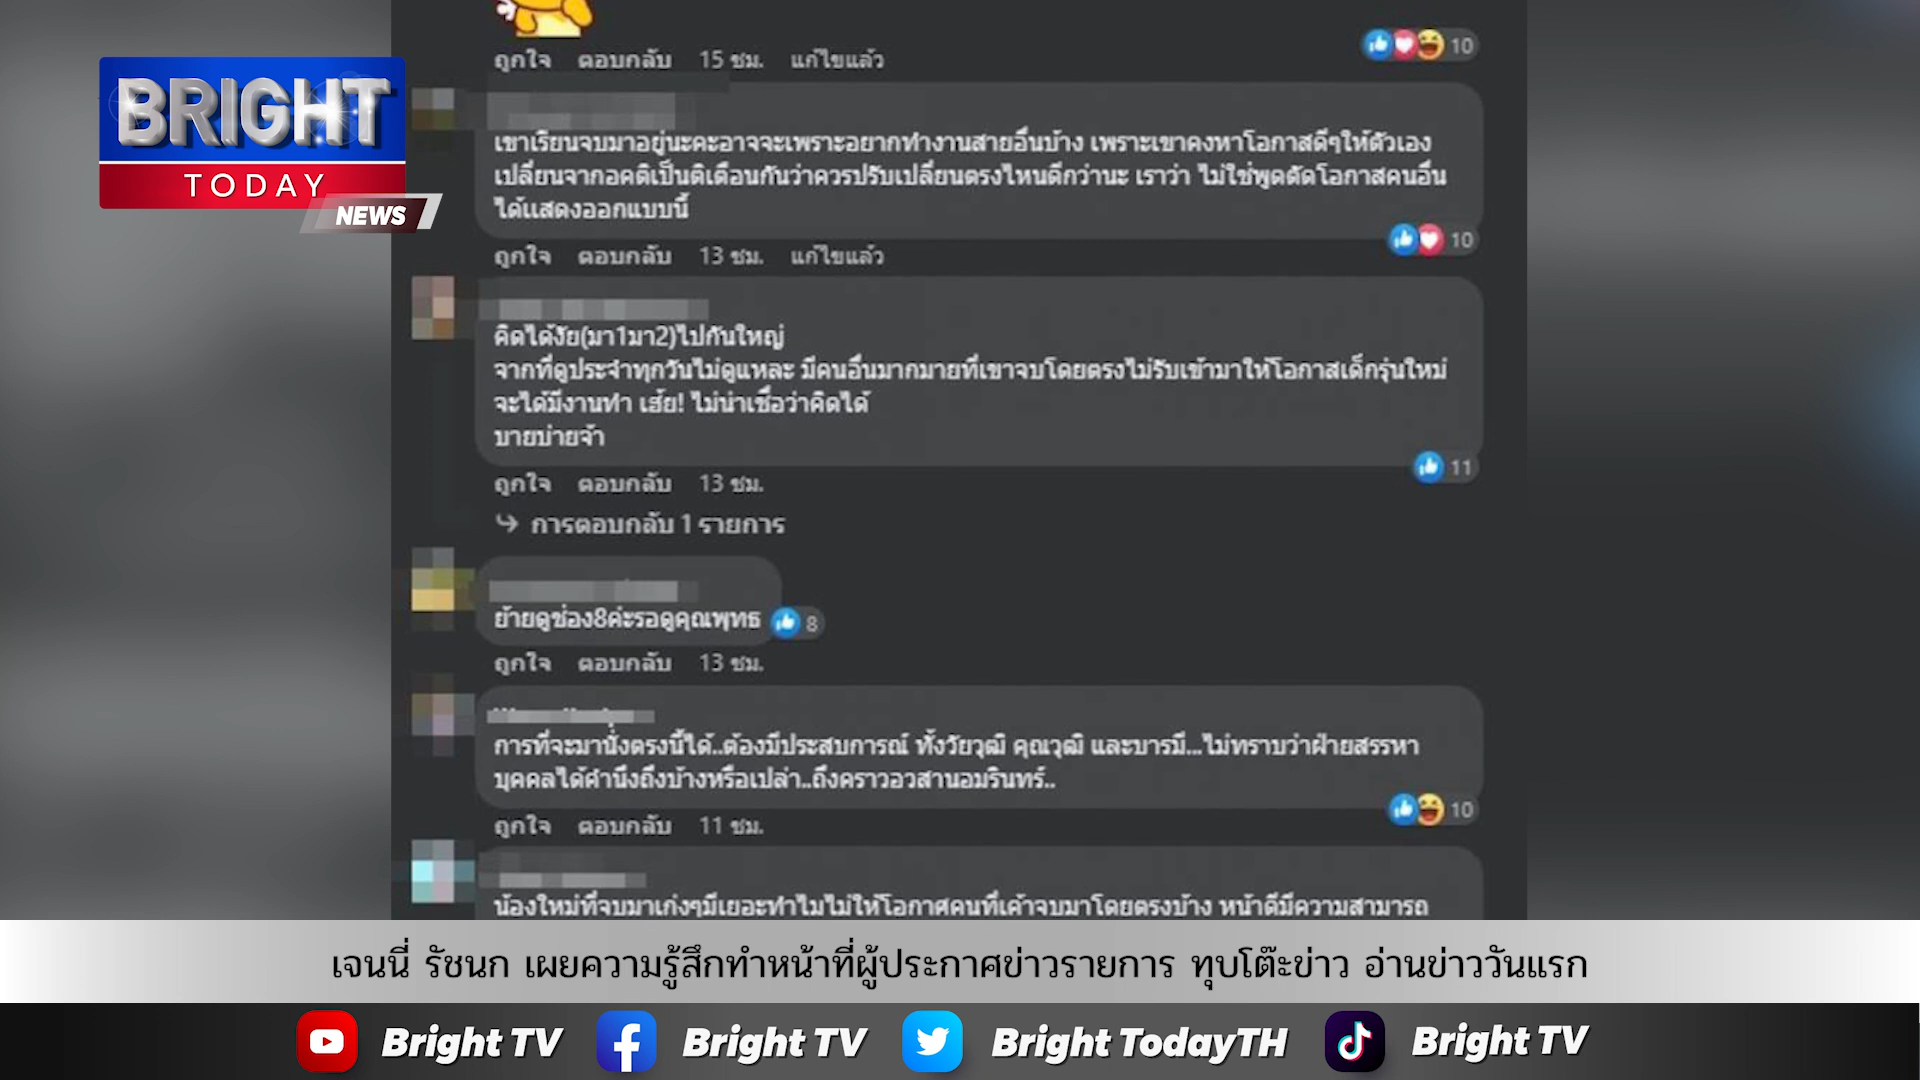 ถูกใจ ตอบกลับ 15 ชม. แก้ไขแล้ว
10
BRIGHT
TODAY
NEWS
เขาเรียนจบมาอยู่นะคะอาจจะเพราะอยากทำงานสายอื่นบ้าง เพราะเขาคงหาโอกาสดีๆให้ตัวเอง
เปลี่ยนจากอคติเป็นติเตือนกันว่าควรปรับเปลี่ยนตรงไหนดีกว่านะ เราว่า ไม่ใช่พูดตัดโอกาสคนอื่น
ได้แสดงออกแบบนี้
10
ถูกใจ ตอบกลับ 13 ชม. แก้ไขแล้ว
คิดได้งัย(มา1มา2)ไปกันใหญ่
จากที่ดูประจำทุกวันไม่ดูแหละ มีคนอื่นมากมายที่เขาจบโดยตรงไม่รับเข้ามาให้โอกาสเด็กรุ่นใหม่
จะได้มีงานทำ เฮ้ย! ไม่น่าเชื่อว่าคิดได้
บายบ่ายจ้า
11
ถูกใจ ตอบกลับ 13 ชม.
การตอบกลับ 1 รายการ
ย้ายดูช่อง8ค่ะรอดูคุณพุทธ
8
ถูกใจ ตอบกลับ 13 ชม.
การที่จะมานั่งตรงนี้ได้..ต้องมีประสบการณ์ ทั้งวัยวุฒิ คุณวุฒิ และบารมี...ไม่ทราบว่าฝ่ายสรรหา
บุคคลได้คำนึงถึงบ้างหรือเปล่า..ถึงคราวอวสานอมรินทร์..
10
ถูกใจ ตอบกลับ 11 ชม.
น้องใหม่ที่จบมาเก่งๆมีเยอะทำไมไม่ให้โอกาศคนที่เค้าจบมาโดยตรงบ้าง หน้าดีมีความสามารถ
เจนนี่ รัชนก เผยความรู้สึกทำหน้าที่ผู้ประกาศข่าวรายการ ทุบโต๊ะข่าว อ่านข่าววันแรก
Bright TV Bright TV Bright TodayTH Bright TV